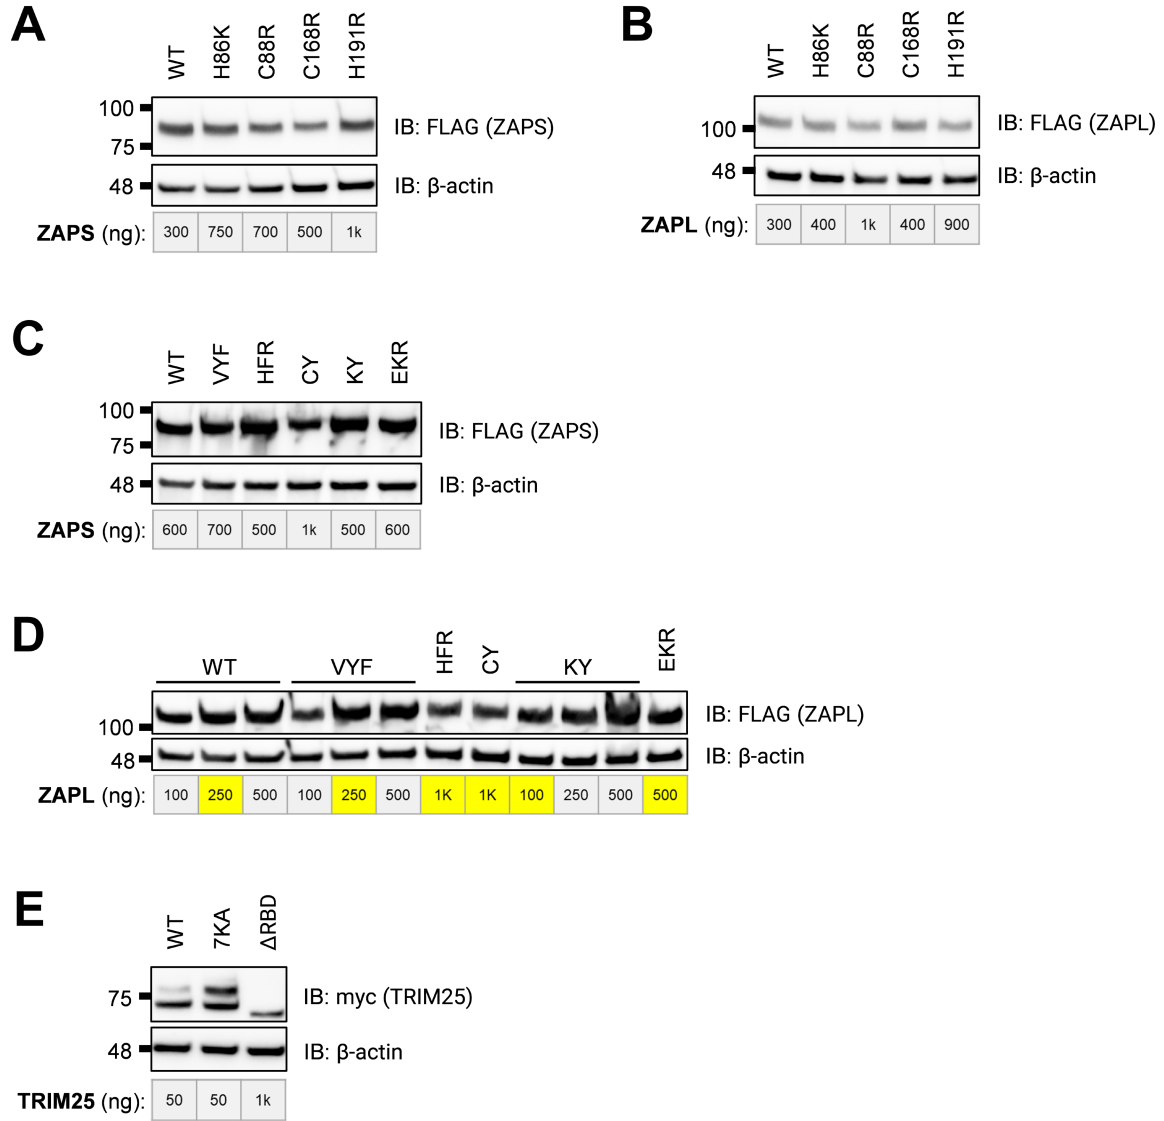 A
WT H86K C88R C168R H191R
100
75
IB: FLAG (ZAPS)
48
IB: β-actin
ZAPS (ng): 300 750 700 500 1k
B
WT H86K C88R C168R H191R
100
IB: FLAG (ZAPL)
48
IB: β-actin
ZAPL (ng): 300 400 1k 400 900
C
WT VYF HFR CY KY EKR
100
75
IB: FLAG (ZAPS)
48
IB: β-actin
ZAPS (ng): 600 700 500 1k 500 600
D
WT VYF HFR CY KY EKR
100
IB: FLAG (ZAPL)
48
IB: β-actin
ZAPL (ng): 100 250 500 100 250 500 1K 1K 100 250 500 500
E
WT 7KA ΔRBD
75
IB: myc (TRIM25)
48
IB: β-actin
TRIM25 (ng): 50 50 1k